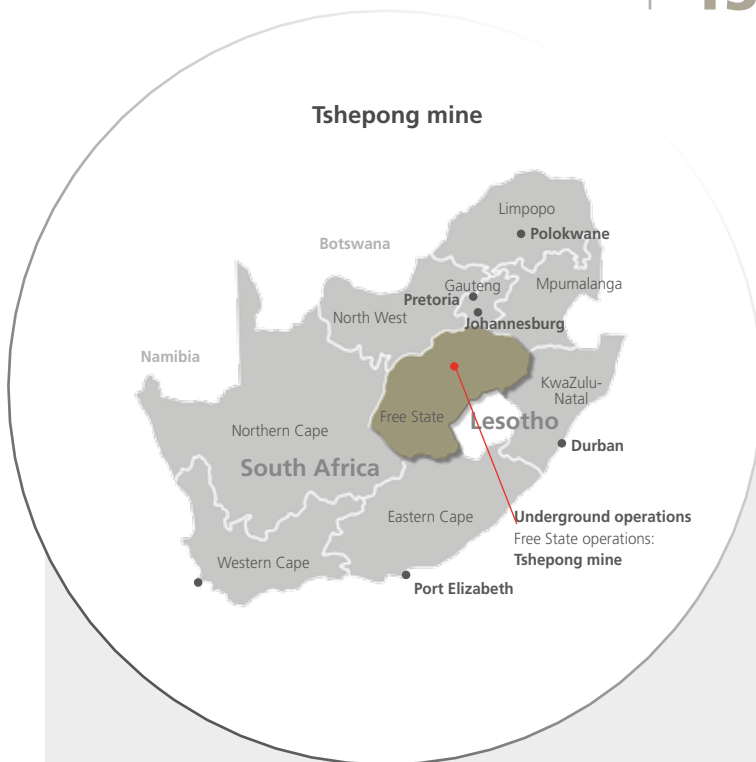 Tshepong mine
Limpopo
Polokwane
Botswana
Gauteng
Mpumalanga
Pretoria
North West
Johannesburg
Namibia
KwaZulu-
Natal
Free State
Lesotho
Northern Cape
Durban
South Africa
Eastern Cape
Underground operations
Free State operations:
Tshepong mine
Western Cape
Port Elizabeth